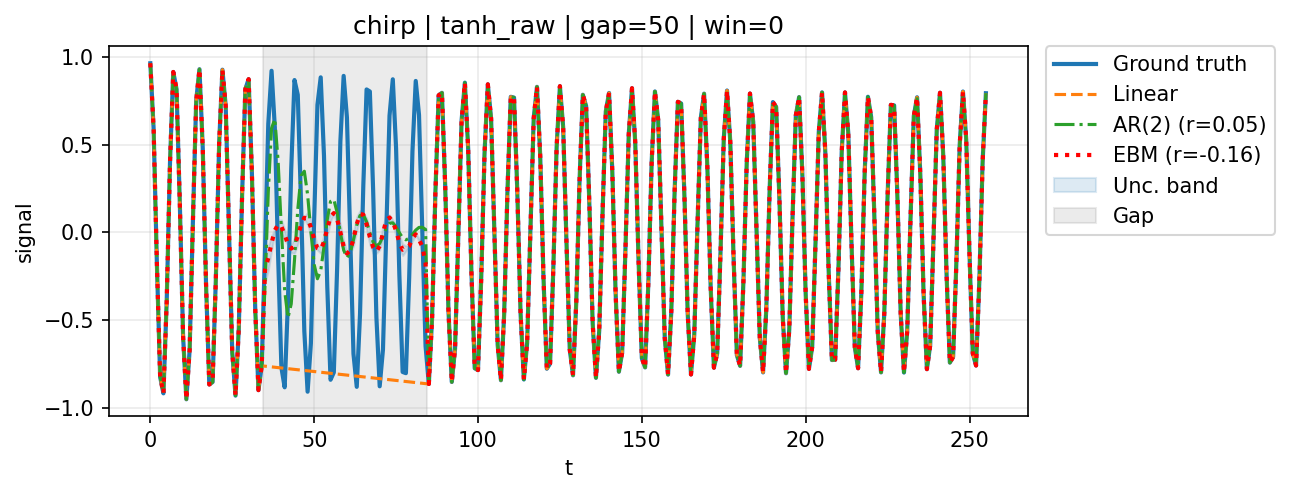 chirp | tanh_raw | gap=50 | win=0
1.0
0.5
0.0
−0.5
−1.0
signal
0
50
100
150
200
250
t
Ground truth
Linear
AR(2) (r=0.05)
EBM (r=-0.16)
Unc. band
Gap